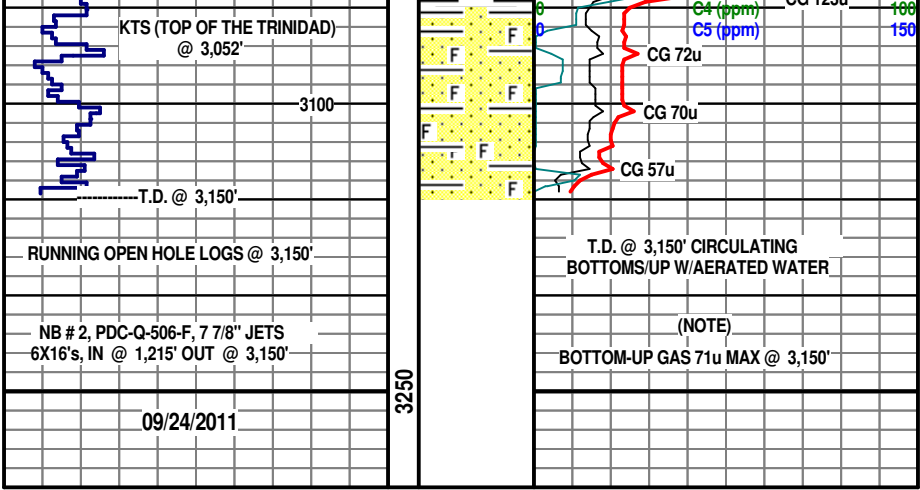 KTS (TOP OF THE TRINIDAD)
@ 3,052'
3100
------------T.D. @ 3,150'
RUNNING OPEN HOLE LOGS @ 3,150'
NB # 2, PDC-Q-506-F, 7 7/8" JETS
6X16's, IN @ 1,215' OUT @ 3,150'
09/24/2011
3250
F
F
F
F
F
F
F
0 C4 (ppm) 100
0 C5 (ppm) 150
CG 72u
CG 70u
CG 57u
T.D. @ 3,150' CIRCULATING
BOTTOMS/UP W/AERATED WATER
(NOTE)
BOTTOM-UP GAS 71u MAX @ 3,150'